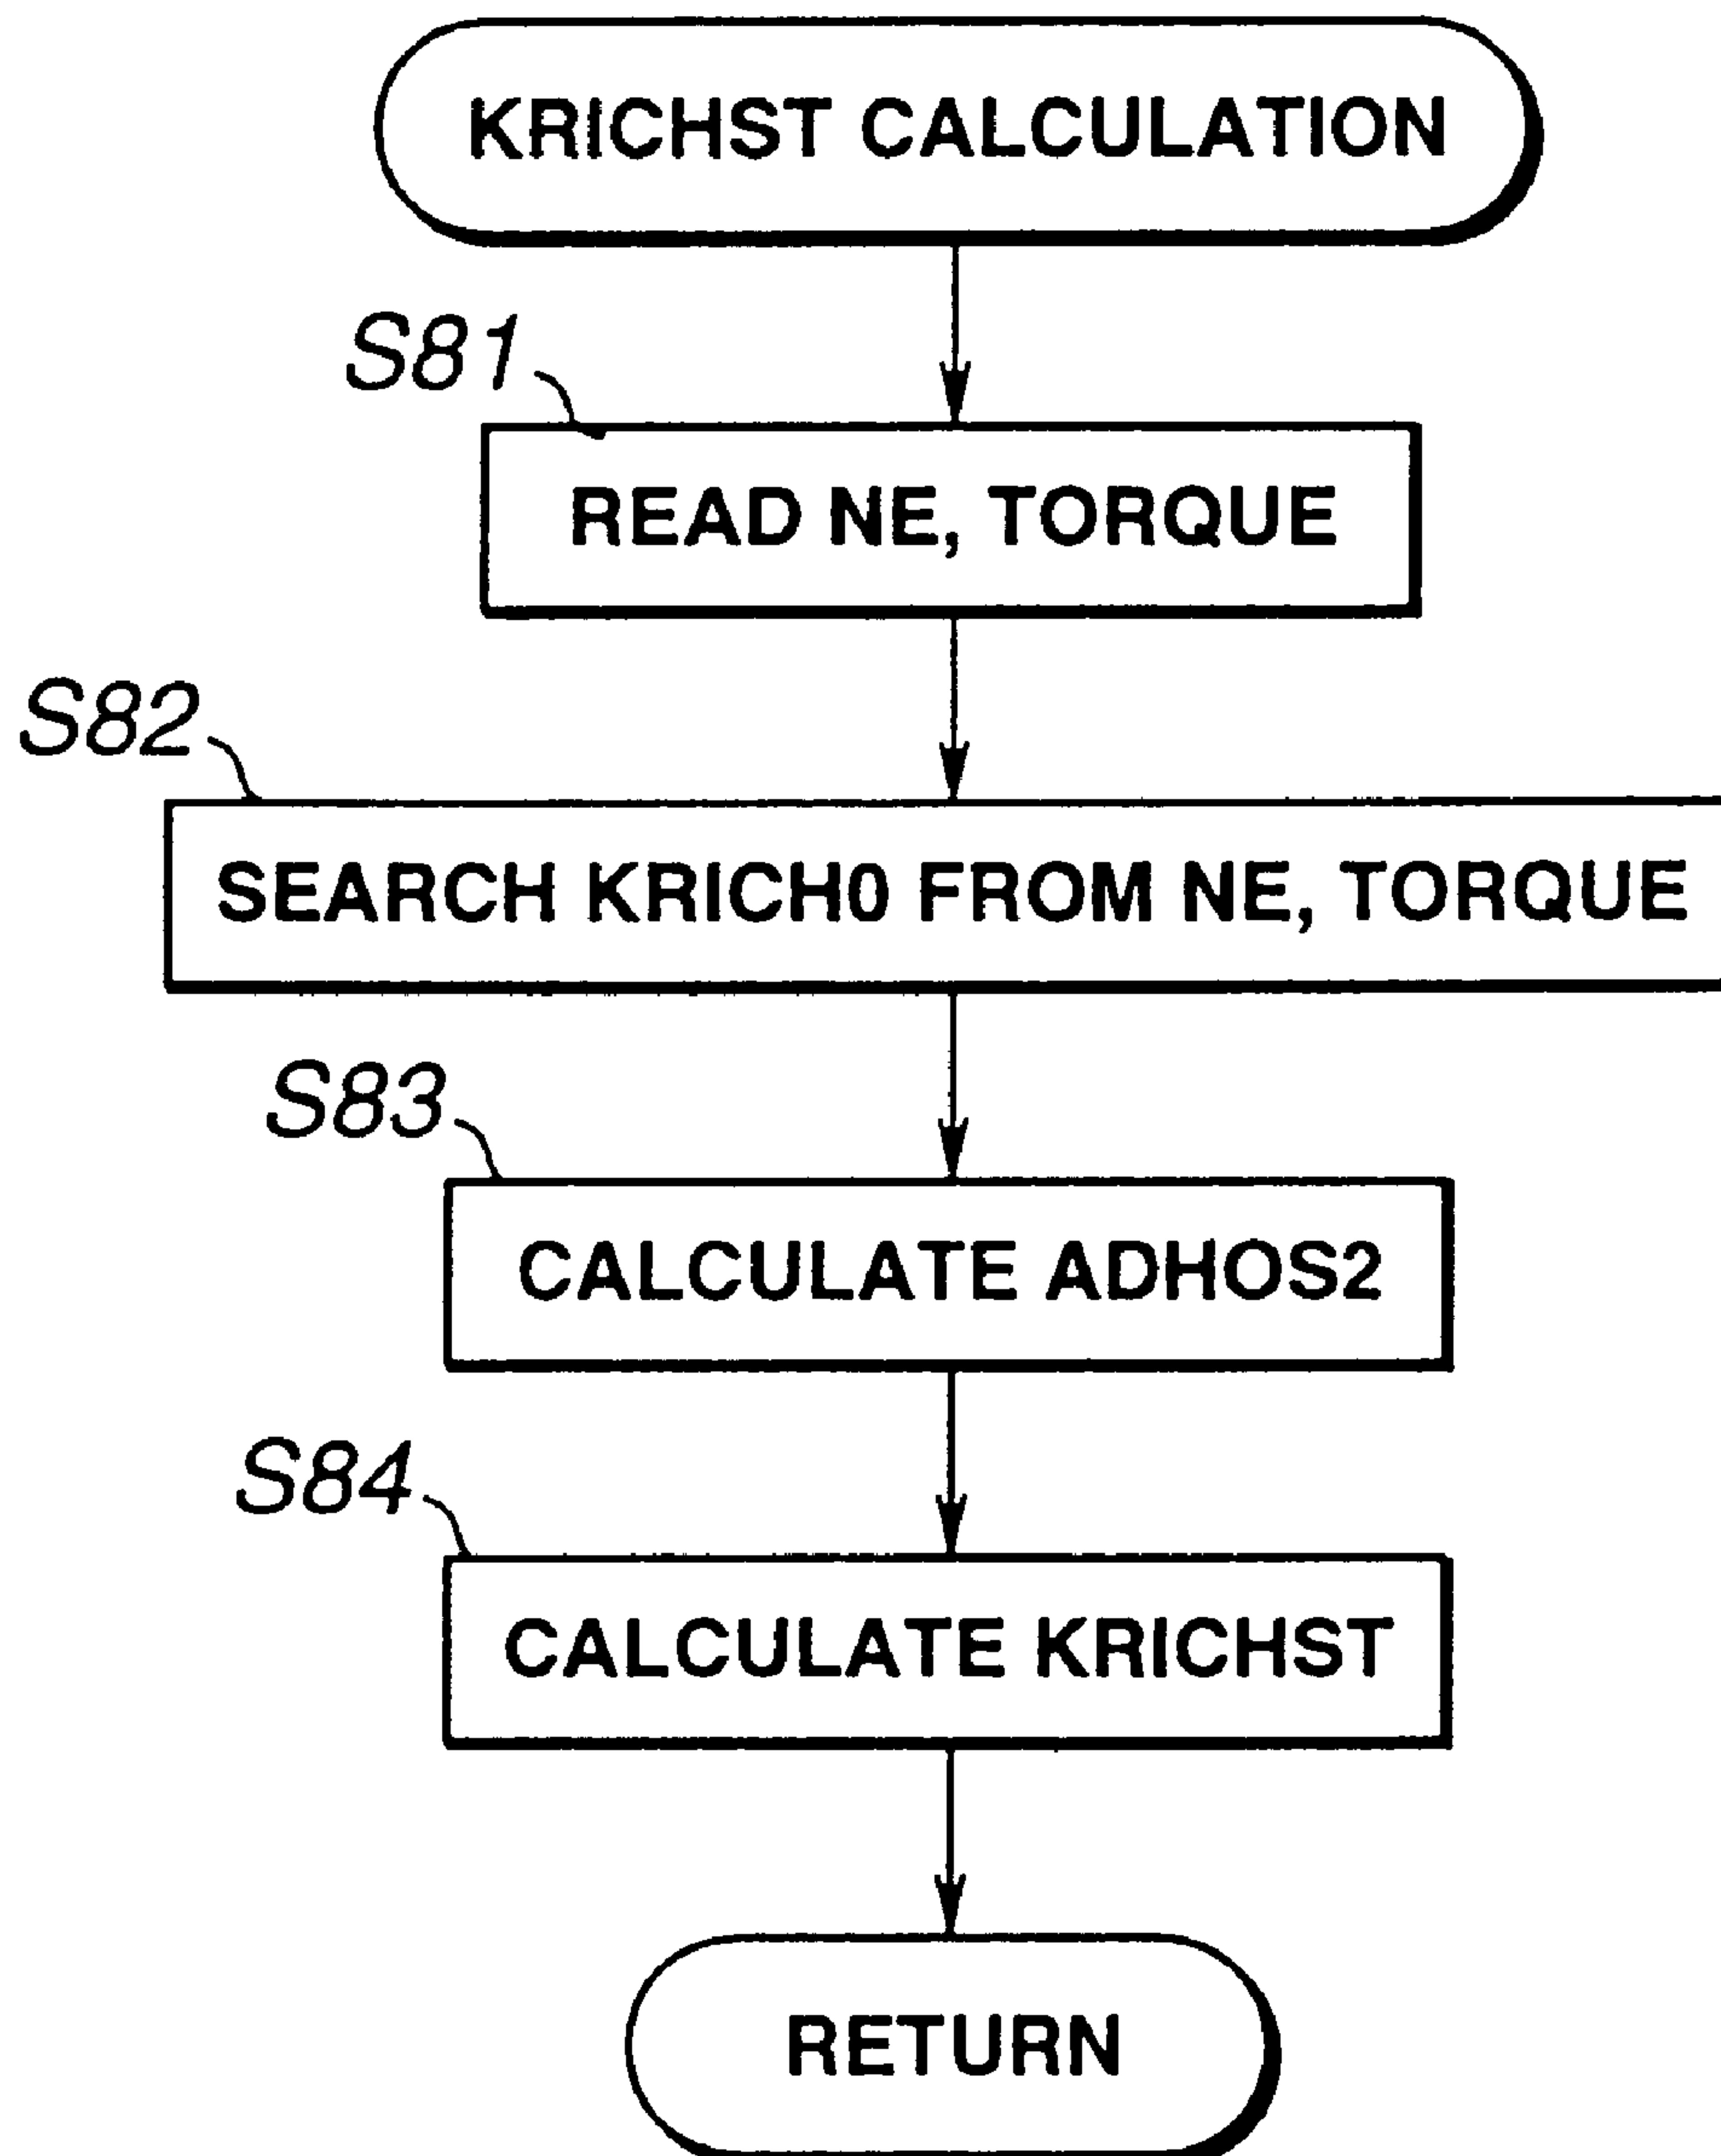 KRICHST CALCULATION
S81
READ NE, TORQUE
S82
SEARCH KRICH0 FROM NE, TORQUE
S83
CALCULATE ADHOS2
S84
CALCULATE KRICHST
RETURN